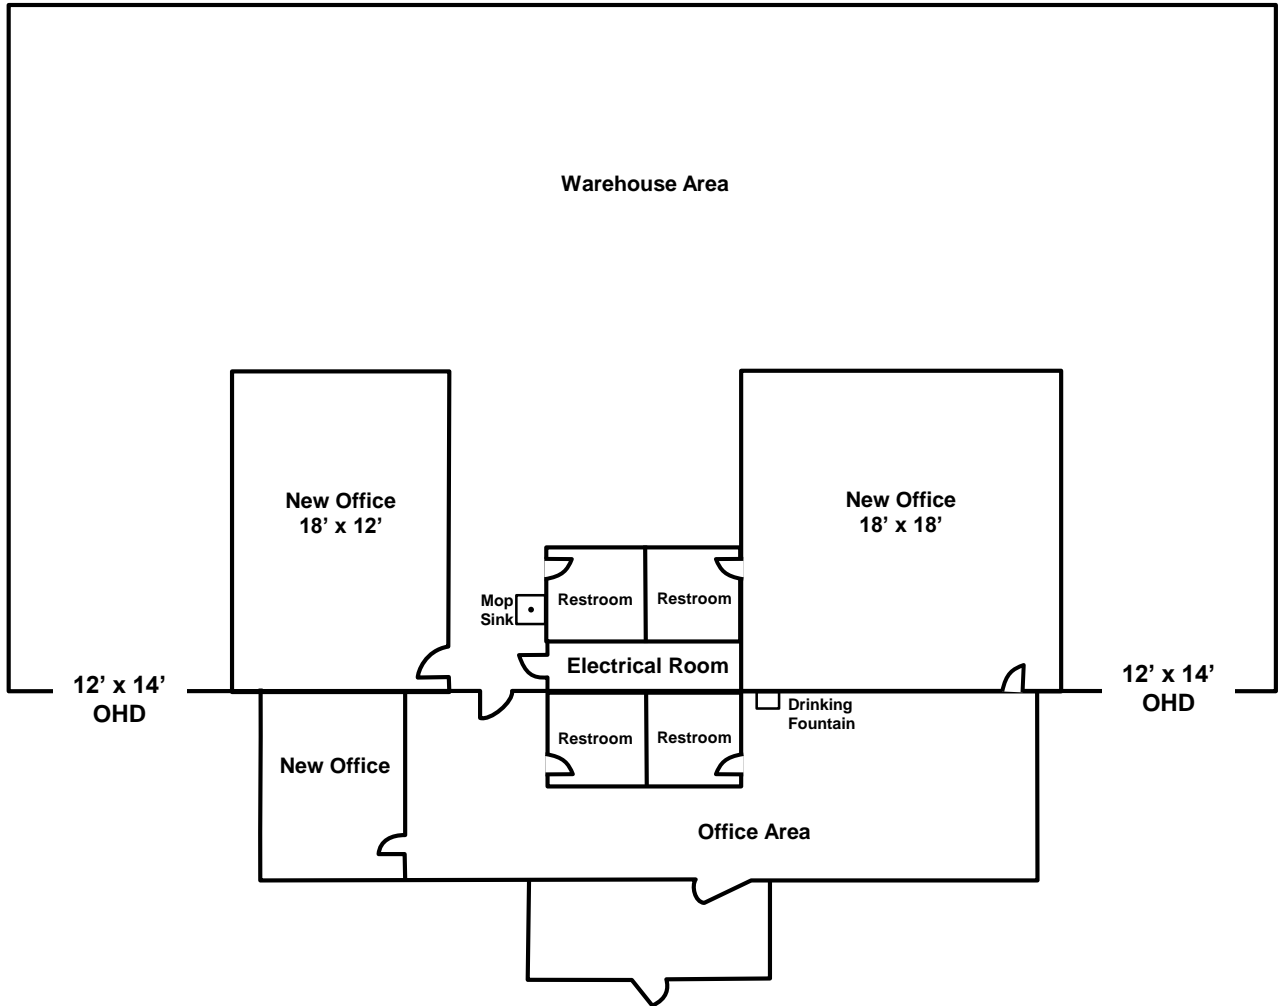 Warehouse Area
New Office
18’ x 12’
New Office
18’ x 18’
Mop
Sink
Restroom
Restroom
Electrical Room
12’ x 14’
OHD
12’ x 14’
OHD
Drinking
Fountain
Restroom
Restroom
New Office
Office Area